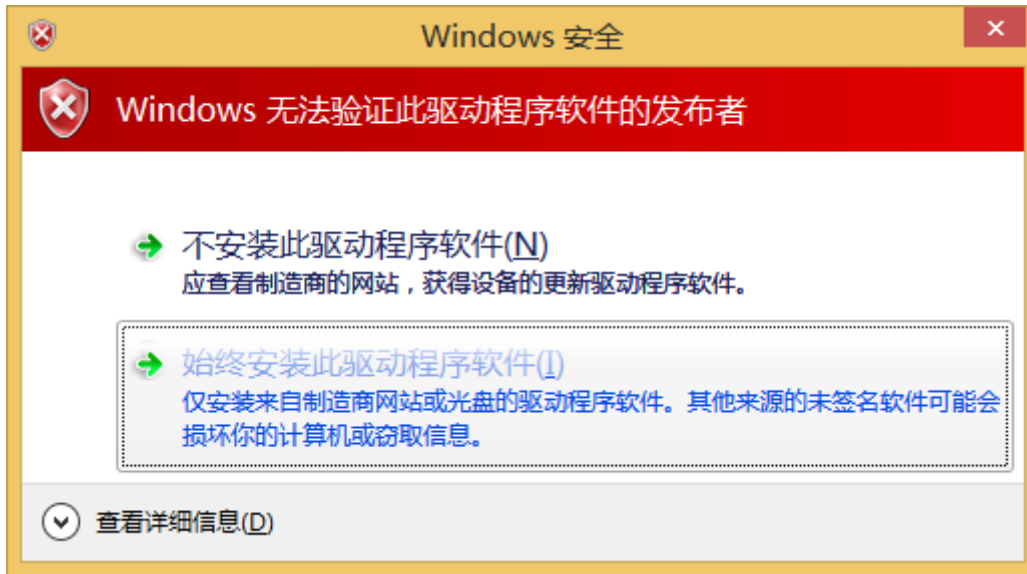 Windows 安全
Windows 无法验证此驱动程序软件的发布者
不安装此驱动程序软件(N)
应查看制造商的网站，获得设备的更新驱动程序软件。
始终安装此驱动程序软件(I)
仅安装来自制造商网站或光盘的驱动程序软件。其他来源的未签名软件可能会
损坏你的计算机或窃取信息。
查看详细信息(D)